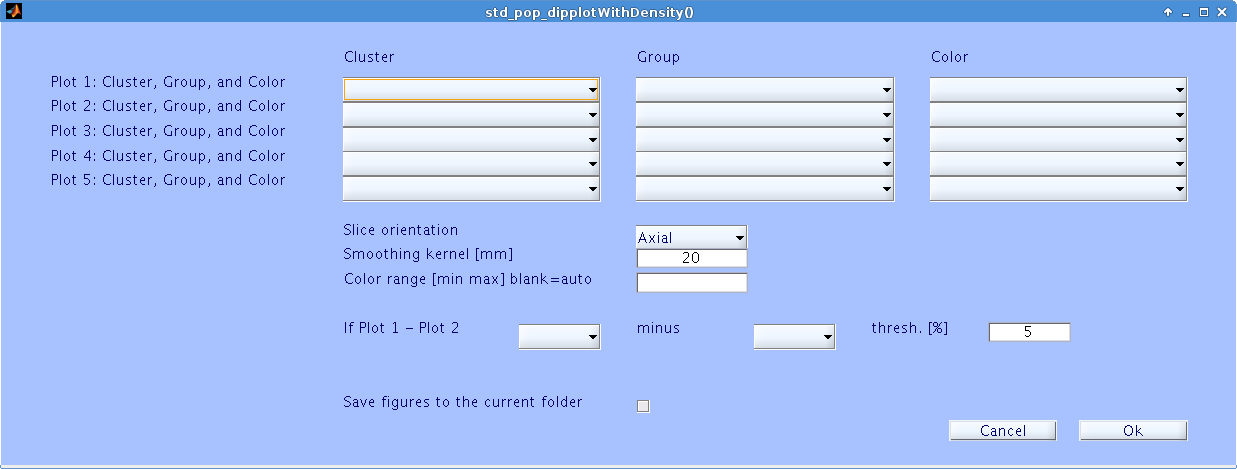 std_pop_dipplotWithDensity()
Cluster Group Color
Plot 1: Cluster, Group, and Color
Plot 2: Cluster, Group, and Color
Plot 3: Cluster, Group, and Color
Plot 4: Cluster, Group, and Color
Plot 5: Cluster, Group, and Color
Slice orientation Axial
Smoothing kernel [mm] 20
Color range [min max] blank=auto
If Plot 1 – Plot 2 minus thresh. [%] 5
Save figures to the current folder
Cancel Ok